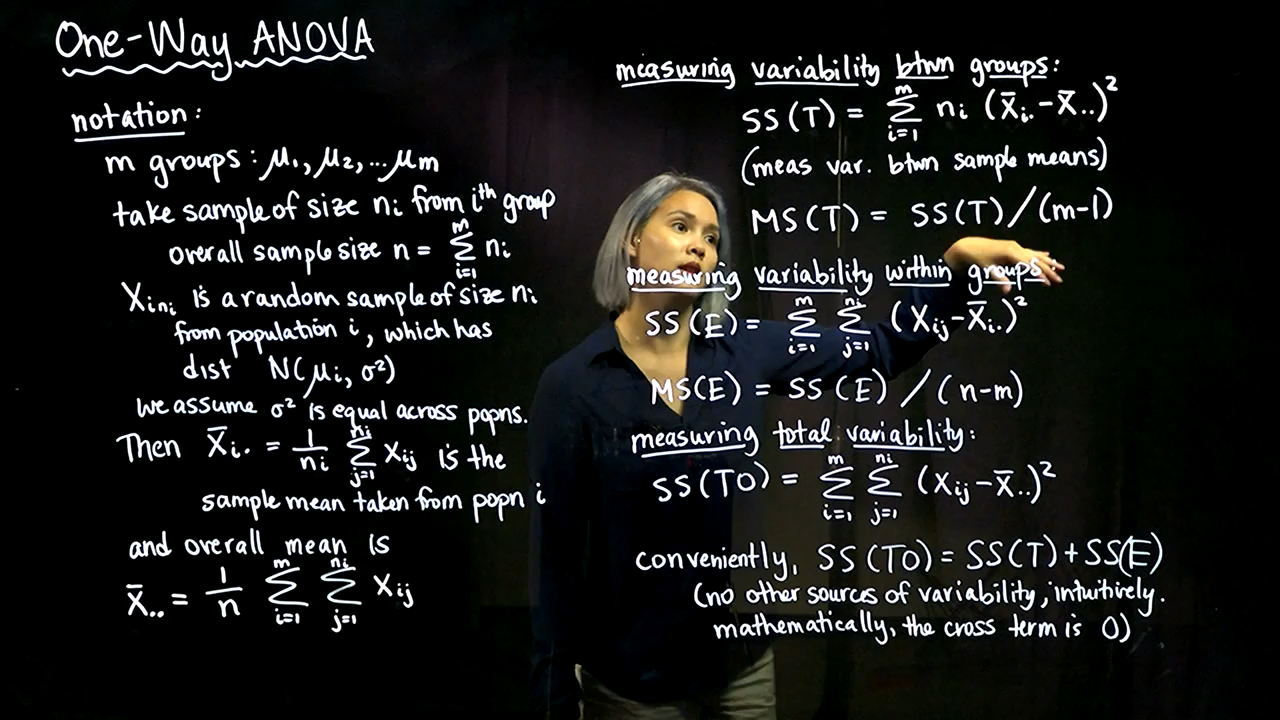 One-Way ANOVA
notation:
m groups: μ₁, μ₂, ... μm
take sample of size nᵢ from iᵗʰ group
overall sample size n = Σᵢ₌₁ᵐ nᵢ
Xᵢₙᵢ is a random sample of size nᵢ
from population i, which has
dist N(μᵢ, σ²)
we assume σ² is equal across popns.
Then X̄ᵢ. = 1/nᵢ Σⱼ₌₁ⁿⁱ Xᵢⱼ is the
sample mean taken from popn i
and overall mean is
X̄.. = 1/n Σᵢ₌₁ᵐ Σⱼ₌₁ⁿⁱ Xᵢⱼ
measuring variability btwn groups:
SS(T) = Σᵢ₌₁ᵐ nᵢ (X̄ᵢ. - X̄..)²
(meas var. btwn sample means)
MS(T) = SS(T)/(m-1)
measuring variability within groups
SS(E) = Σᵢ₌₁ᵐ Σⱼ₌₁ⁿⁱ (Xᵢⱼ - X̄ᵢ.)²
MS(E) = SS(E) / (n-m)
measuring total variability:
SS(TO) = Σᵢ₌₁ᵐ Σⱼ₌₁ⁿⁱ (Xᵢⱼ - X̄..)²
conveniently, SS(TO) = SS(T) + SS(E)
(no other sources of variability, intuitively.
mathematically, the cross term is 0)